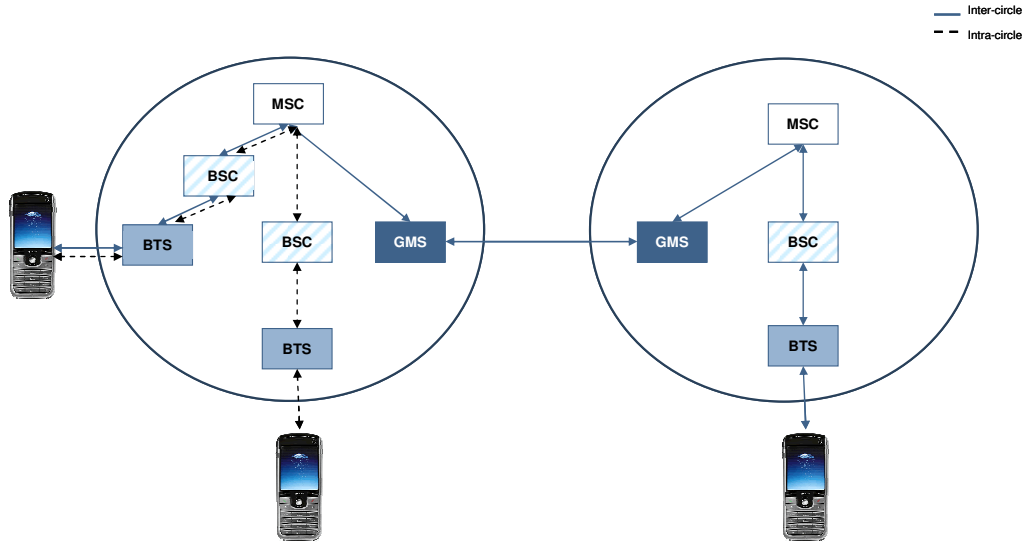 Inter-circle
Intra-circle
MSC
MSC
BSC
BTS
BSC
GMS
GMS
BSC
BTS
BTS